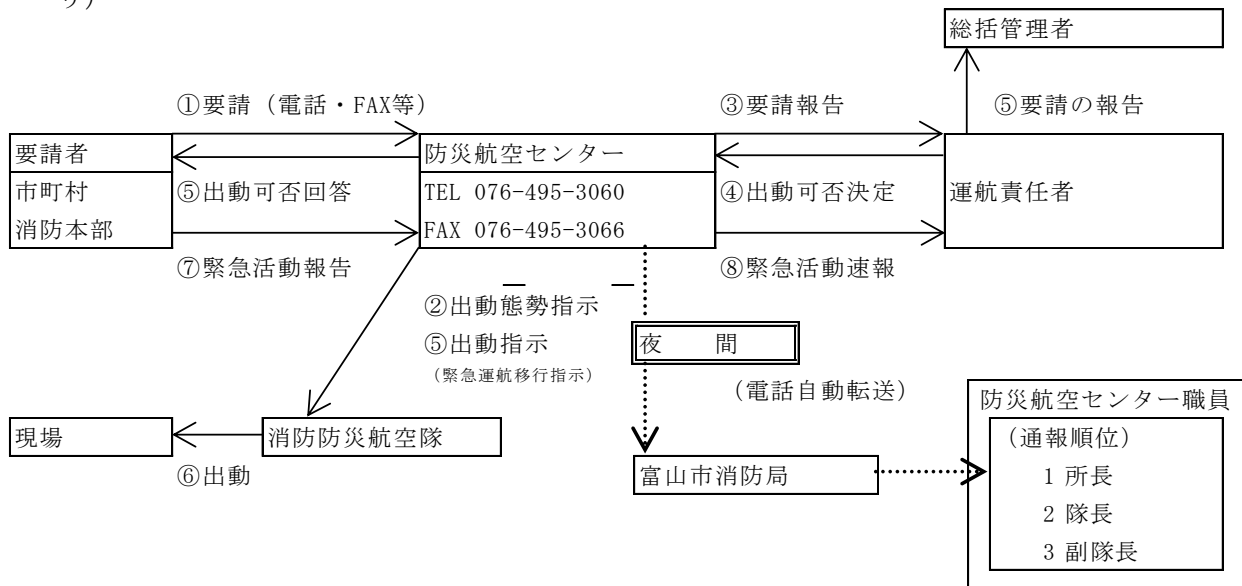 り）
総括管理者
①要請（電話・FAX等）
③要請報告
⑤要請の報告
要請者
防災航空センター
市町村
⑤出動可否回答
TEL 076-495-3060
④出動可否決定
運航責任者
消防本部
FAX 076-495-3066
⑦緊急活動報告
⑧緊急活動速報
②出動態勢指示
⑤出動指示
夜　間
（緊急運航移行指示）
（電話自動転送）
防災航空センター職員
現場
消防防災航空隊
（通報順位）
⑥出動
富山市消防局
1 所長
2 隊長
3 副隊長